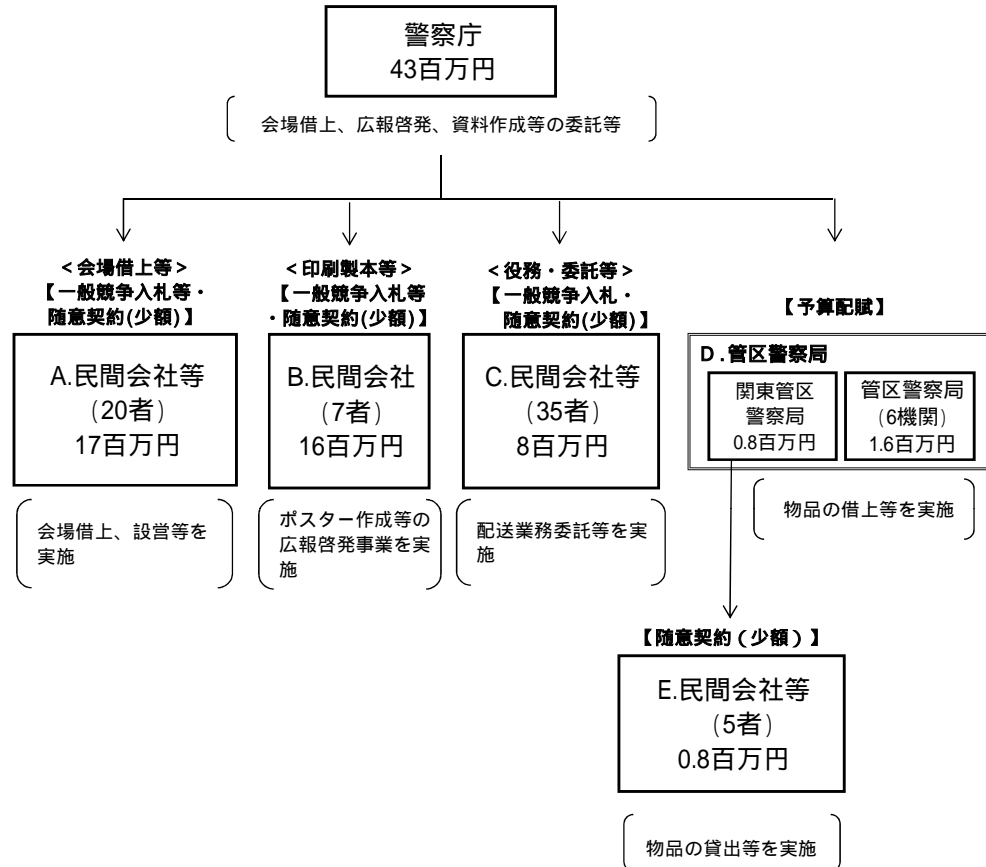 警察庁
43百万円
会場借上、広報啓発、資料作成等の委託等
＜会場借上等＞
【一般競争入札等・
随意契約(少額)】
A.民間会社等
(20者)
17百万円
会場借上、設営等を
実施
＜印刷製本等＞
【一般競争入札等
・随意契約(少額)】
B.民間会社
(7者)
16百万円
ポスター作成等の
広報啓発事業を実
施
＜役務・委託等＞
【一般競争入札・
随意契約(少額)】
C.民間会社等
(35者)
8百万円
配送業務委託等を実
施
【予算配賦】
D.管区警察局
関東管区
警察局
0.8百万円
管区警察局
(6機関)
1.6百万円
物品の借上等を実施
【随意契約(少額)】
E.民間会社等
(5者)
0.8百万円
物品の貸出等を実施